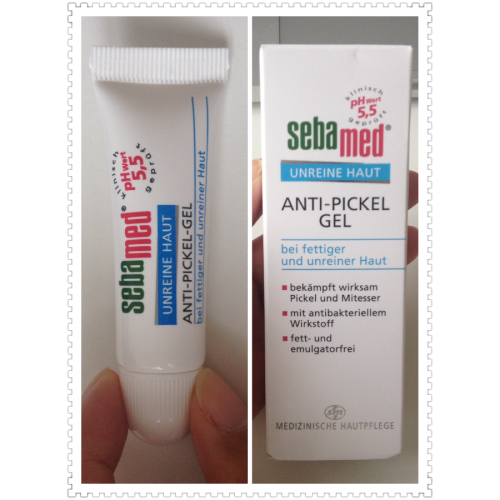 klinisch
pH Wert
5,5
geprüft
sebamed®
UNREINE HAUT
ANTI-PICKEL-GEL
bei fettiger und unreiner Haut
klinisch
pH Wert
5,5
geprüft
sebamed®
UNREINE HAUT
ANTI-PICKEL
GEL
bei fettiger
und unreiner Haut
bekämpft wirksam
Pickel und Mitesser
mit antibakteriellem
Wirkstoff
fett- und
emulgatorfrei
MEDIZINISCHE HAUTPFLEGE